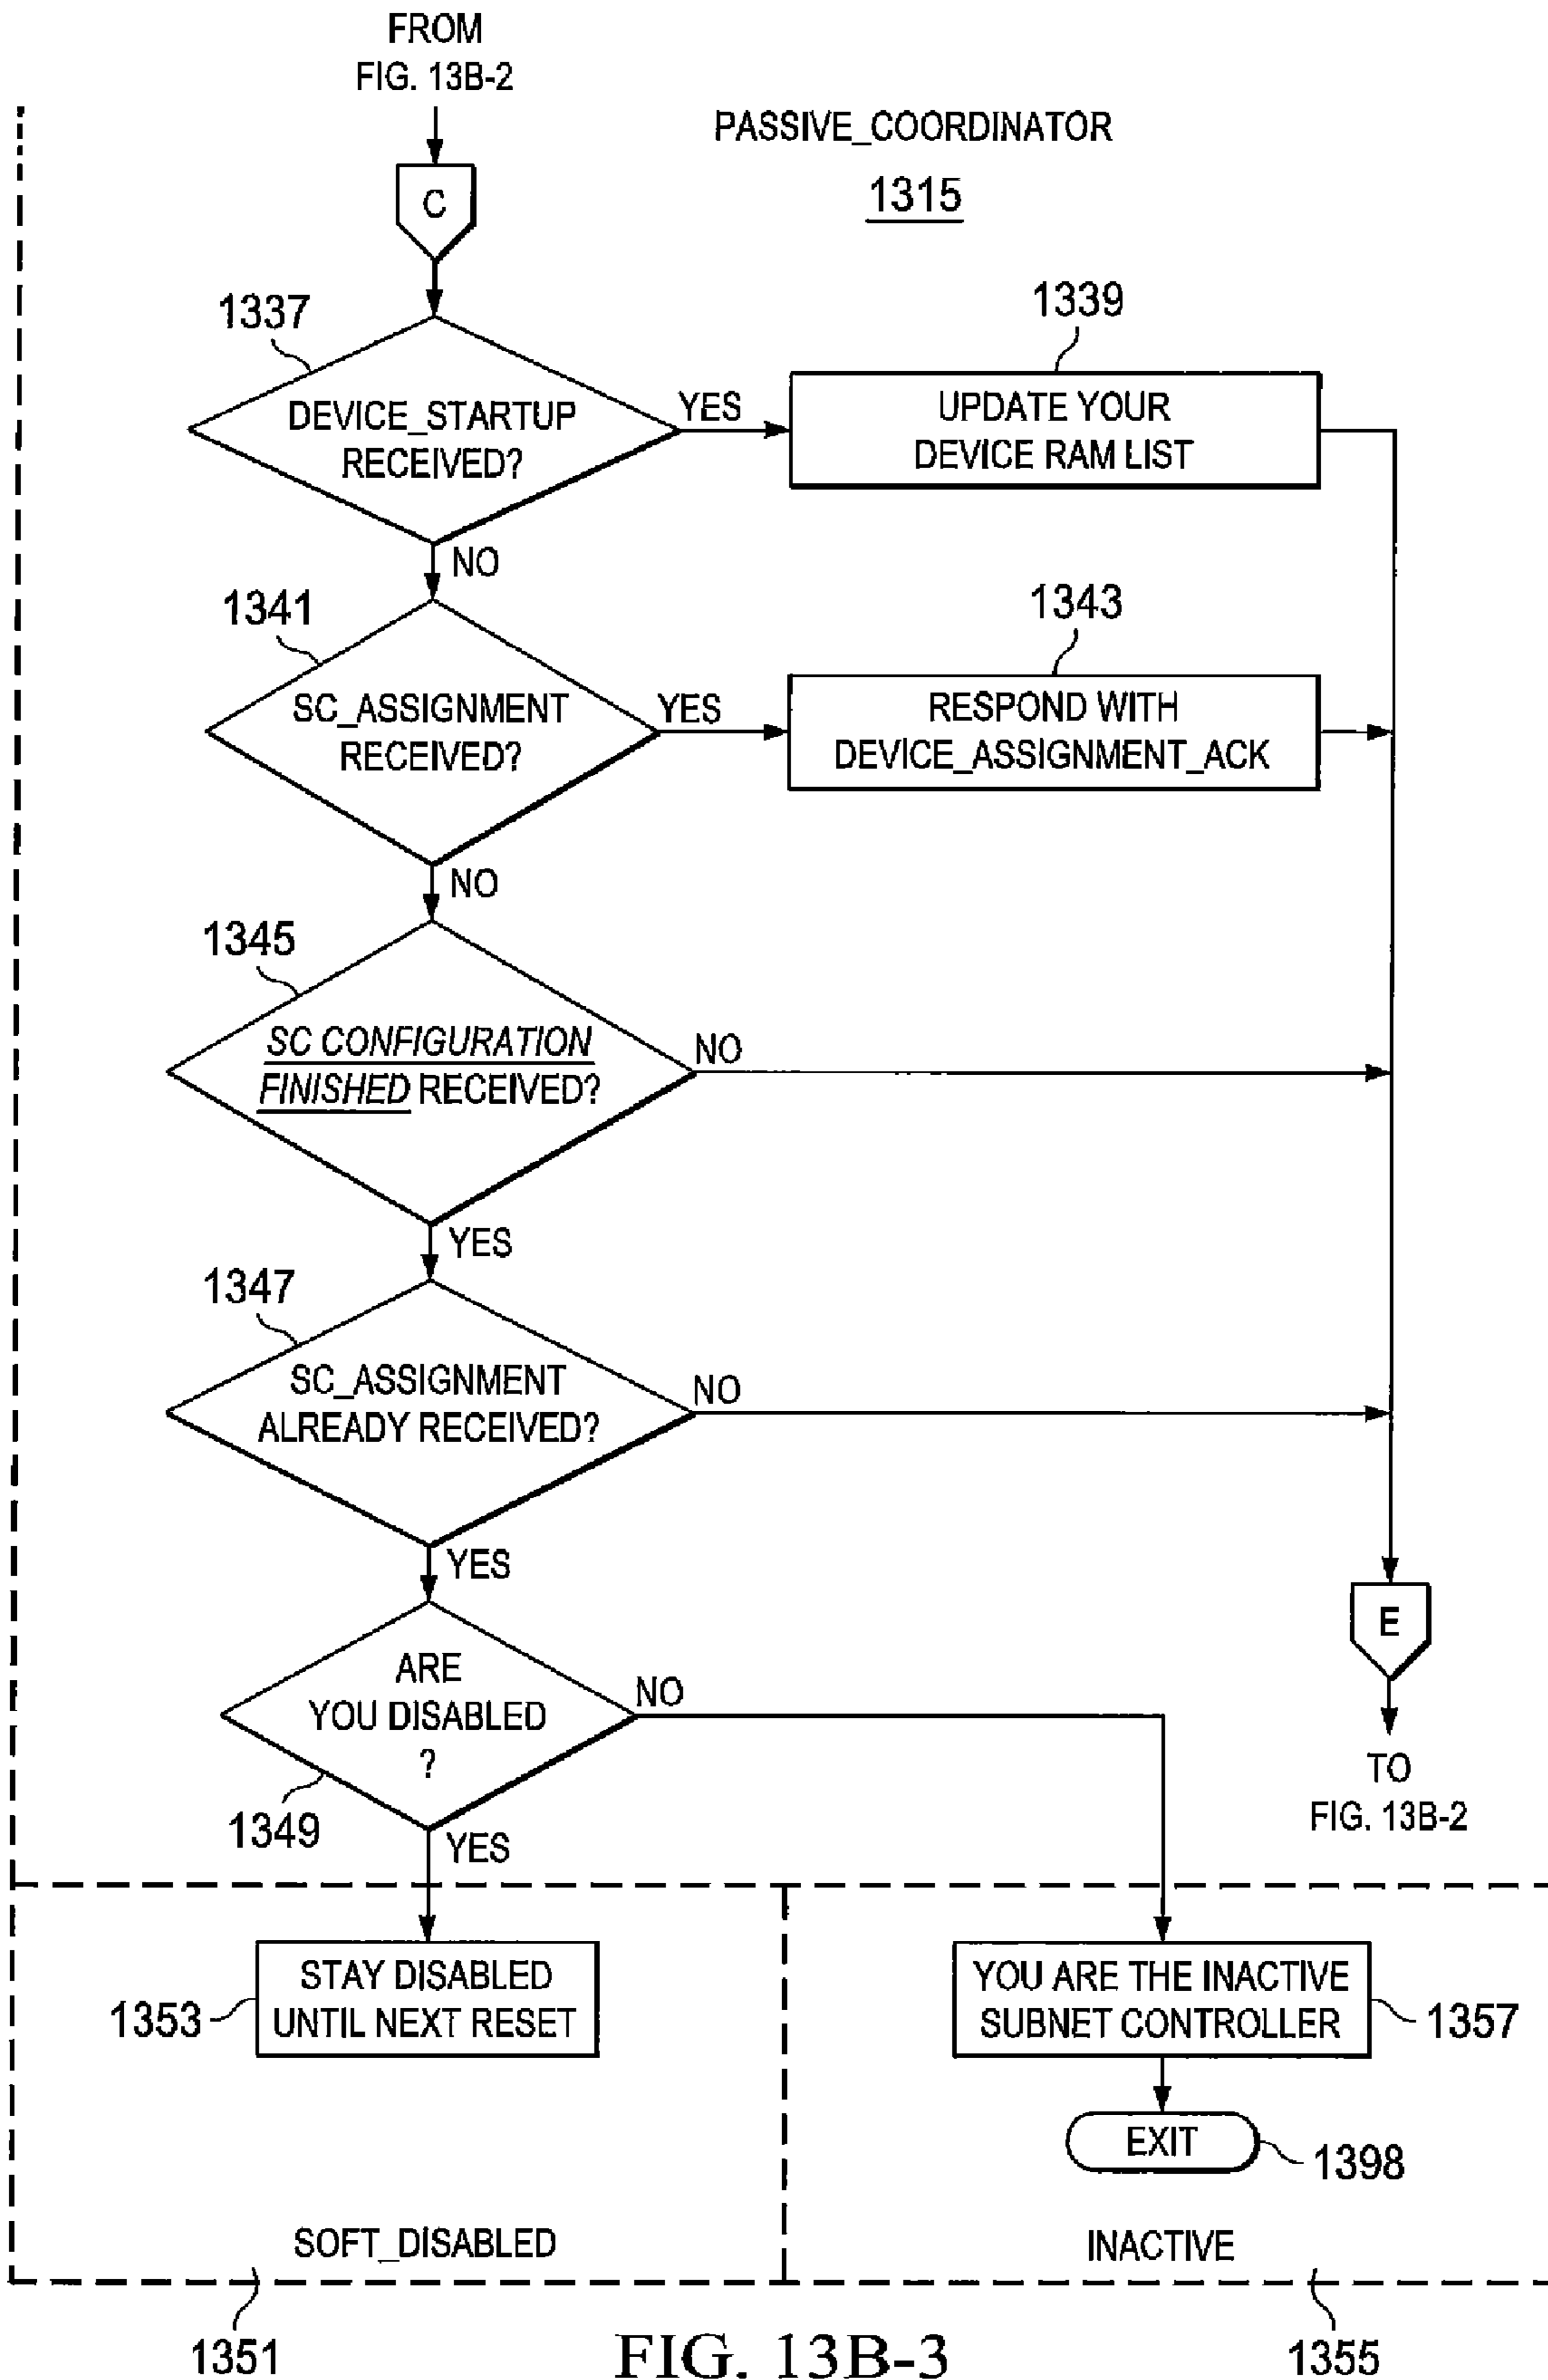 FROM
FIG. 13B-2
PASSIVE_COORDINATOR
1315
C
1337
DEVICE_STARTUP
RECEIVED?
YES
1339
UPDATE YOUR
DEVICE RAM LIST
NO
1341
SC_ASSIGNMENT
RECEIVED?
YES
1343
RESPOND WITH
DEVICE_ASSIGNMENT_ACK
NO
1345
SC CONFIGURATION
FINISHED RECEIVED?
NO
YES
1347
SC_ASSIGNMENT
ALREADY RECEIVED?
NO
YES
ARE
YOU DISABLED
?
NO
1349
YES
E
TO
FIG. 13B-2
STAY DISABLED
UNTIL NEXT RESET
1353
YOU ARE THE INACTIVE
SUBNET CONTROLLER
1357
EXIT
1398
SOFT_DISABLED
INACTIVE
1351
FIG. 13B-3
1355